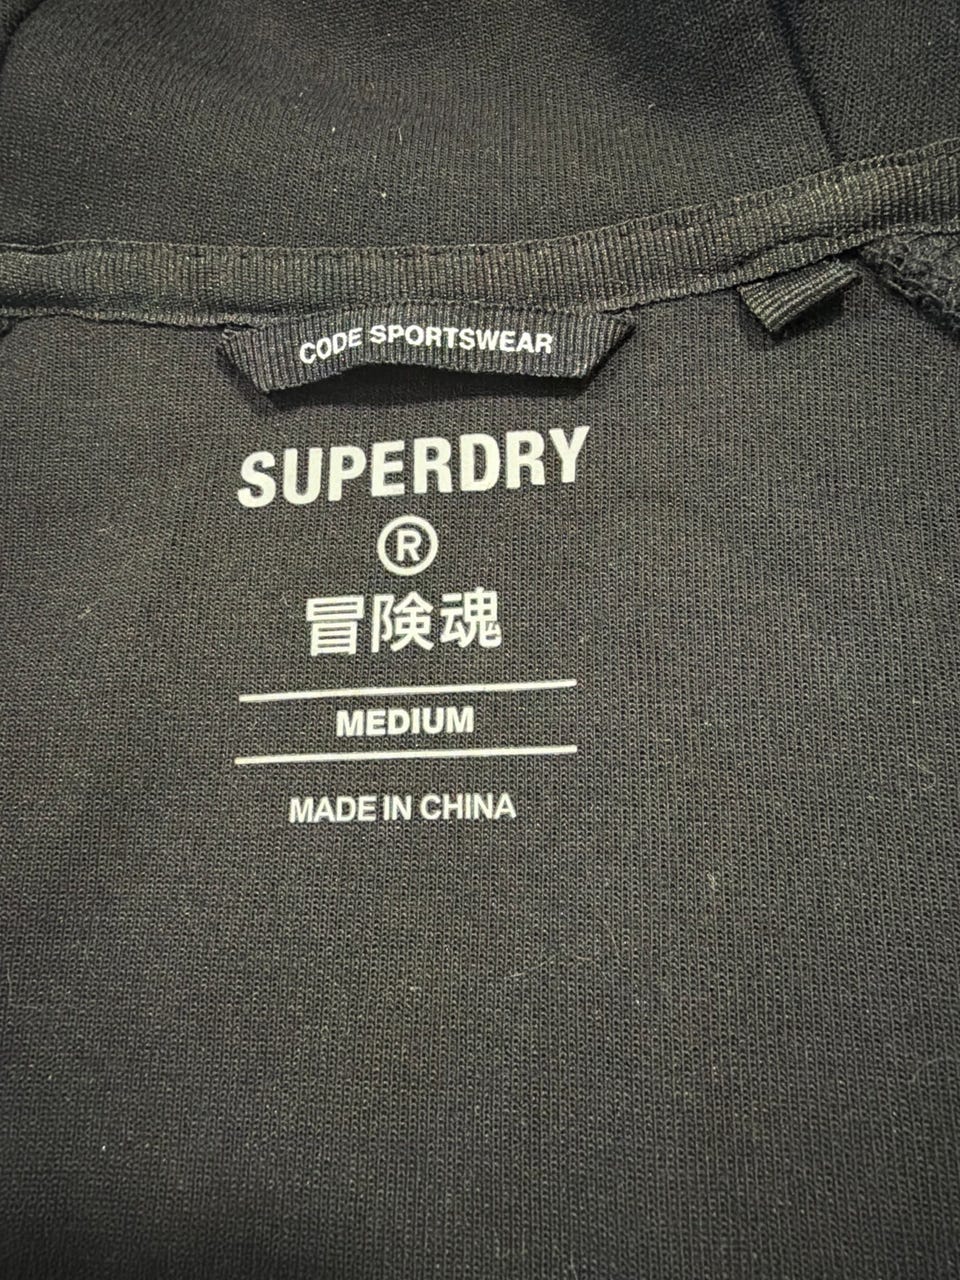 CODE SPORTSWEAR
SUPERDRY
®
冒険魂
MEDIUM
MADE IN CHINA